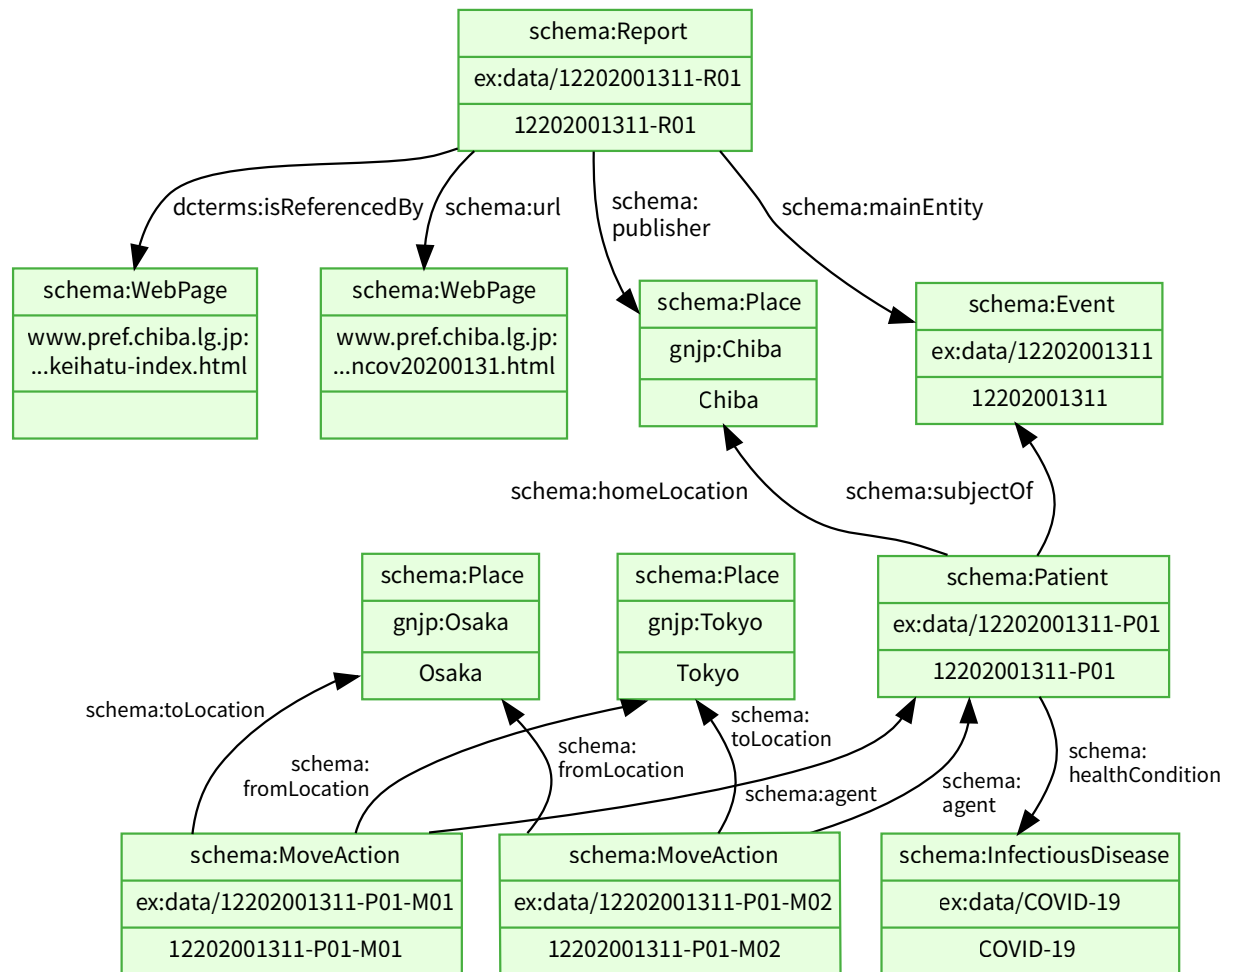 schema:Report
ex:data/12202001311-R01
12202001311-R01
dcterms:isReferencedBy
schema:url
schema:
publisher
schema:mainEntity
schema:WebPage
www.pref.chiba.lg.jp:
...keihatu-index.html
schema:WebPage
www.pref.chiba.lg.jp:
...ncov20200131.html
schema:Place
gnjp:Chiba
Chiba
schema:Event
ex:data/12202001311
12202001311
schema:homeLocation
schema:subjectOf
schema:Place
gnjp:Osaka
Osaka
schema:Place
gnjp:Tokyo
Tokyo
schema:Patient
ex:data/12202001311-P01
12202001311-P01
schema:toLocation
schema:
fromLocation
schema:
fromLocation
schema:
toLocation
schema:agent
schema:
agent
schema:
healthCondition
schema:MoveAction
ex:data/12202001311-P01-M01
12202001311-P01-M01
schema:MoveAction
ex:data/12202001311-P01-M02
12202001311-P01-M02
schema:InfectiousDisease
ex:data/COVID-19
COVID-19